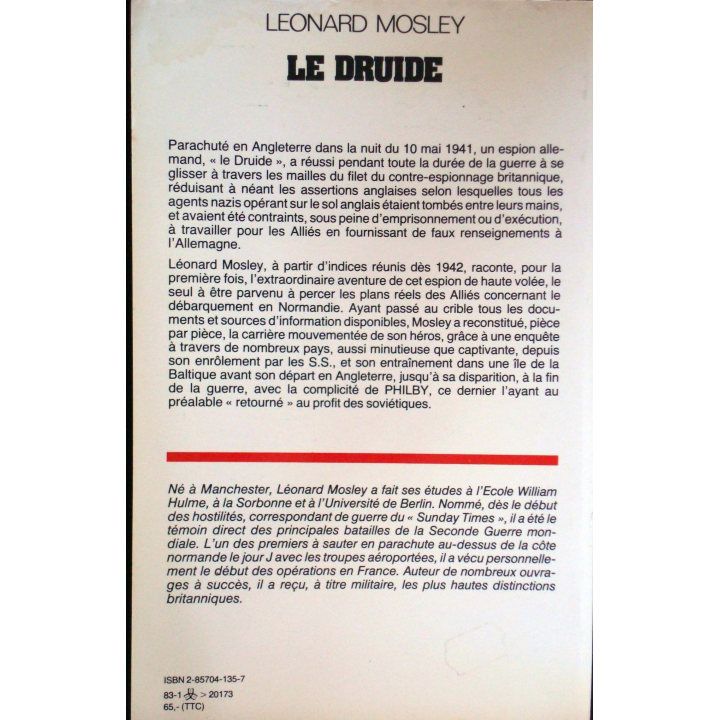 LEONARD MOSLEY
LE DRUIDE
Parachuté en Angleterre dans la nuit du 10 mai 1941, un espion alle-
mand, « le Druide », a réussi pendant toute la durée de la guerre à se
glisser à travers les mailles du filet du contre-espionnage britannique,
réduisant à néant les assertions anglaises selon lesquelles tous les
agents nazis opérant sur le sol anglais étaient tombés entre leurs mains,
et avaient été contraints, sous peine d'emprisonnement ou d'exécution,
à travailler pour les Alliés en fournissant de faux renseignements à
l'Allemagne.
Léonard Mosley, à partir d'indices réunis dès 1942, raconte, pour la
première fois, l'extraordinaire aventure de cet espion de haute volée, le
seul à être parvenu à percer les plans réels des Alliés concernant le
débarquement en Normandie. Ayant passé au crible tous les docu-
ments et sources d'information disponibles, Mosley a reconstitué, pièce
par pièce, la carrière mouvementée de son héros, grâce à une enquête
à travers de nombreux pays, aussi minutieuse que captivante, depuis
son enrôlement par les S.S., et son entraînement dans une île de la
Baltique avant son départ en Angleterre, jusqu'à sa disparition, à la fin
de la guerre, avec la complicité de PHILBY, ce dernier l'ayant au
préalable « retourné » au profit des soviétiques.
Né à Manchester, Léonard Mosley a fait ses études à l'Ecole William
Hulme, à la Sorbonne et à l'Université de Berlin. Nommé, dès le début
des hostilités, correspondant de guerre du « Sunday Times », il a été le
témoin direct des principales batailles de la Seconde Guerre mon-
diale. L'un des premiers à sauter en parachute au-dessus de la côte
normande le jour J avec les troupes aéroportées, il a vécu personnelle-
ment le début des opérations en France. Auteur de nombreux ouvra-
ges à succès, il a reçu, à titre militaire, les plus hautes distinctions
britanniques.
ISBN 2-85704-135-7
83-1 > 20173
65,- (TTC)